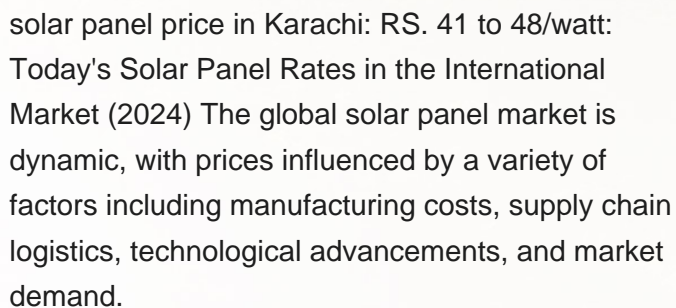 solar panel price in Karachi: RS. 41 to 48/watt:
Today's Solar Panel Rates in the International
Market (2024) The global solar panel market is
dynamic, with prices influenced by a variety of
factors including manufacturing costs, supply chain
logistics, technological advancements, and market
demand.